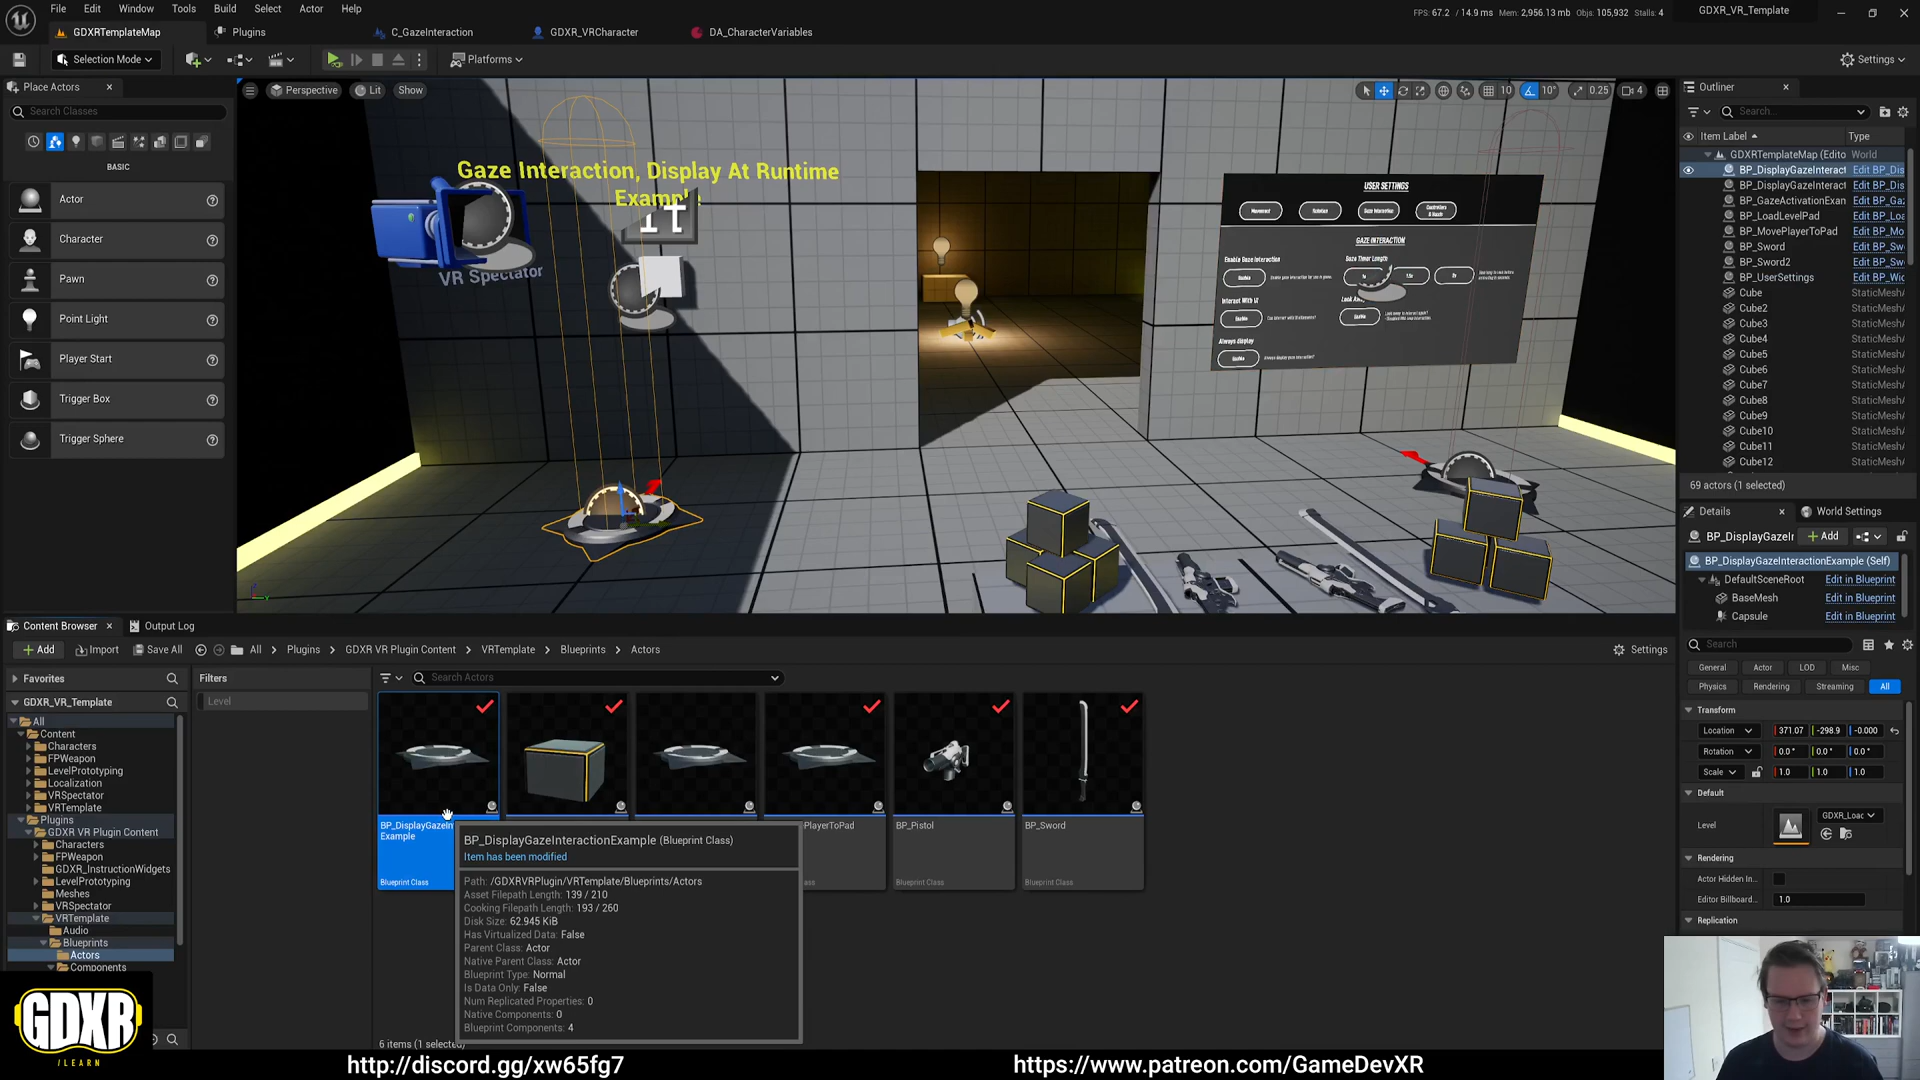 File Edit Window Tools Build Select Actor Help
FPS: 67.2 / 14.9 ms Mem: 2,956.13 mb Objs: 105,932 Stalls: 4
GDXR_VR_Template
GDXRTemplateMap
Plugins
C_GazeInteraction
GDXR_VRCharacter
DA_CharacterVariables
Selection Mode
Platforms
Settings
Place Actors
Search Classes
BASIC
Actor
Character
Pawn
Point Light
Player Start
Trigger Box
Trigger Sphere
Perspective
Lit
Show
10
10°
0.25
4
Gaze Interaction, Display At Runtime
Example
VR Spectator
USER SETTINGS
Movement
Gaze Interaction
Controllers
& Hands
GAZE INTERACTION
Enable Gaze Interaction
Gaze Timer Length
Interact With UI
Always display
Outliner
Search...
Item Label
Type
GDXRTemplateMap (Edito World
BP_DisplayGazeInteract Edit BP_Dis
BP_DisplayGazeInteract Edit BP_Dis
BP_GazeActivationExan Edit BP_Gaz
BP_LoadLevelPad Edit BP_Loa
BP_MovePlayerToPad Edit BP_Mo
BP_Sword Edit BP_Sw
BP_Sword2 Edit BP_Sw
BP_UserSettings Edit BP_Wic
Cube StaticMesh
Cube2 StaticMesh
Cube3 StaticMesh
Cube4 StaticMesh
Cube5 StaticMesh
Cube6 StaticMesh
Cube7 StaticMesh
Cube8 StaticMesh
Cube9 StaticMesh
Cube10 StaticMesh
Cube11 StaticMesh
Cube12 StaticMesh
69 actors (1 selected)
Details
World Settings
BP_DisplayGazeI
Add
BP_DisplayGazeInteractionExample (Self)
DefaultSceneRoot Edit in Blueprint
BaseMesh Edit in Blueprint
Capsule Edit in Blueprint
Search
General Actor LOD Misc
Physics Rendering Streaming All
Transform
Location 371.07 -298.9 -0.000
Rotation 0.0° 0.0° 0.0°
Scale 1.0 1.0 1.0
Default
Level
GDXR_Loac
Rendering
Actor Hidden In...
Editor Billboard... 1.0
Replication
Content Browser
Output Log
Add
Import
Save All
All > Plugins > GDXR VR Plugin Content > VRTemplate > Blueprints > Actors
Settings
Favorites
Filters
Level
Search Actors
GDXR_VR_Template
All
Content
Characters
FPWeapon
LevelPrototyping
Localization
VRSpectator
VRTemplate
Plugins
GDXR VR Plugin Content
Characters
FPWeapon
GDXR_InstructionWidgets
LevelPrototyping
Meshes
VRSpectator
VRTemplate
Audio
Blueprints
Actors
Components
BP_DisplayGazeIn
Example
Blueprint Class
PlayerToPad
BP_Pistol
Blueprint Class
BP_Sword
Blueprint Class
BP_DisplayGazeInteractionExample (Blueprint Class)
Item has been modified
Path: /GDXRVRPlugin/VRTemplate/Blueprints/Actors
Asset Filepath Length: 139 / 210
Cooking Filepath Length: 193 / 260
Disk Size: 62.945 KiB
Has Virtualized Data: False
Parent Class: Actor
Native Parent Class: Actor
Blueprint Type: Normal
Is Data Only: False
Num Replicated Properties: 0
Native Components: 0
Blueprint Components: 4
6 items (1 selected)
GDXR
/LEARN
http://discord.gg/xw65fg7
https://www.patreon.com/GameDevXR